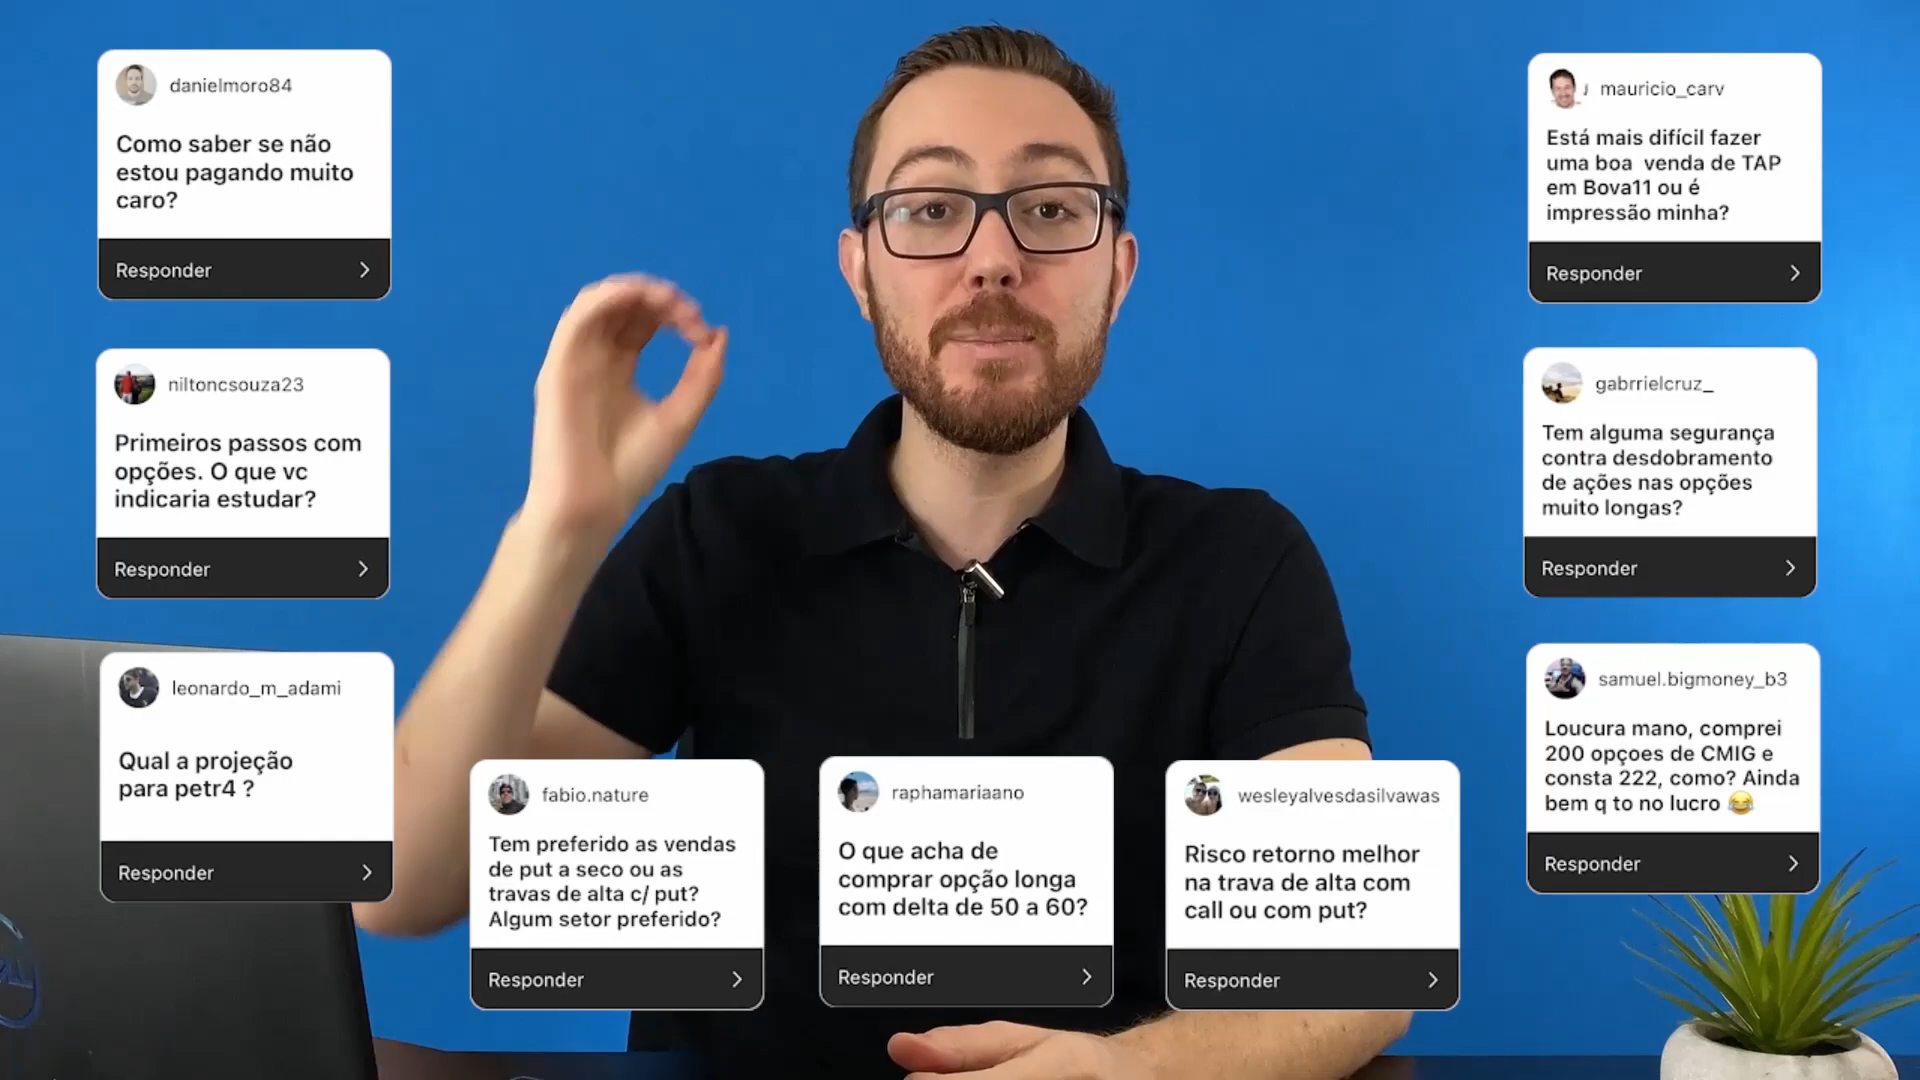 danielmoro84
Como saber se não
estou pagando muito
caro?
Responder
niltoncsouza23
Primeiros passos com
opções. O que vc
indicaria estudar?
Responder
leonardo_m_adami
Qual a projeção
para petr4 ?
Responder
fabio.nature
Tem preferido as vendas
de put a seco ou as
travas de alta c/ put?
Algum setor preferido?
Responder
raphamariaano
O que acha de
comprar opção longa
com delta de 50 a 60?
Responder
wesleyalvesdasilvawas
Risco retorno melhor
na trava de alta com
call ou com put?
Responder
mauricio_carv
Está mais difícil fazer
uma boa  venda de TAP
em Bova11 ou é
impressão minha?
Responder
gabrrielcruz_
Tem alguma segurança
contra desdobramento
de ações nas opções
muito longas?
Responder
samuel.bigmoney_b3
Loucura mano, comprei
200 opçoes de CMIG e
consta 222, como? Ainda
bem q to no lucro 😂
Responder